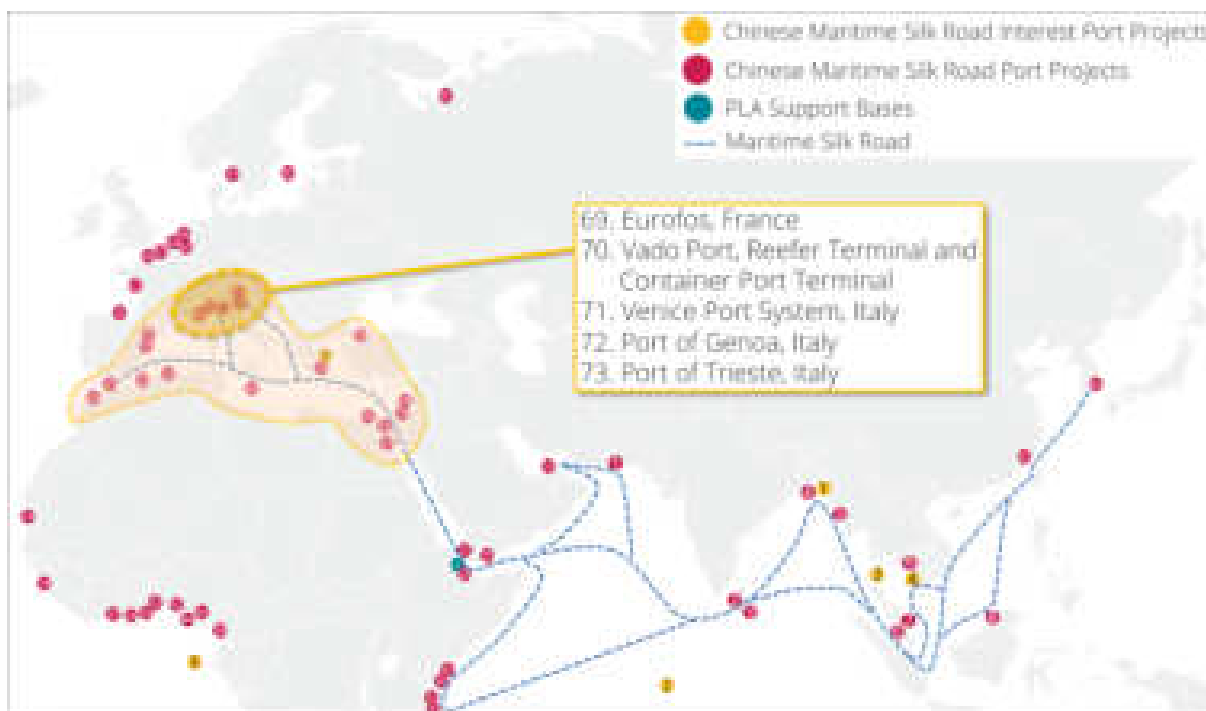 Chinese Maritime Silk Road Interest Port Projects
Chinese Maritime Silk Road Port Projects
PLA Support Bases
Maritime Silk Road
69. Eurofos, France
70. Vado Port, Reefer Terminal and
Container Port Terminal
71. Venice Port System, Italy
72. Port of Genoa, Italy
73. Port of Trieste, Italy